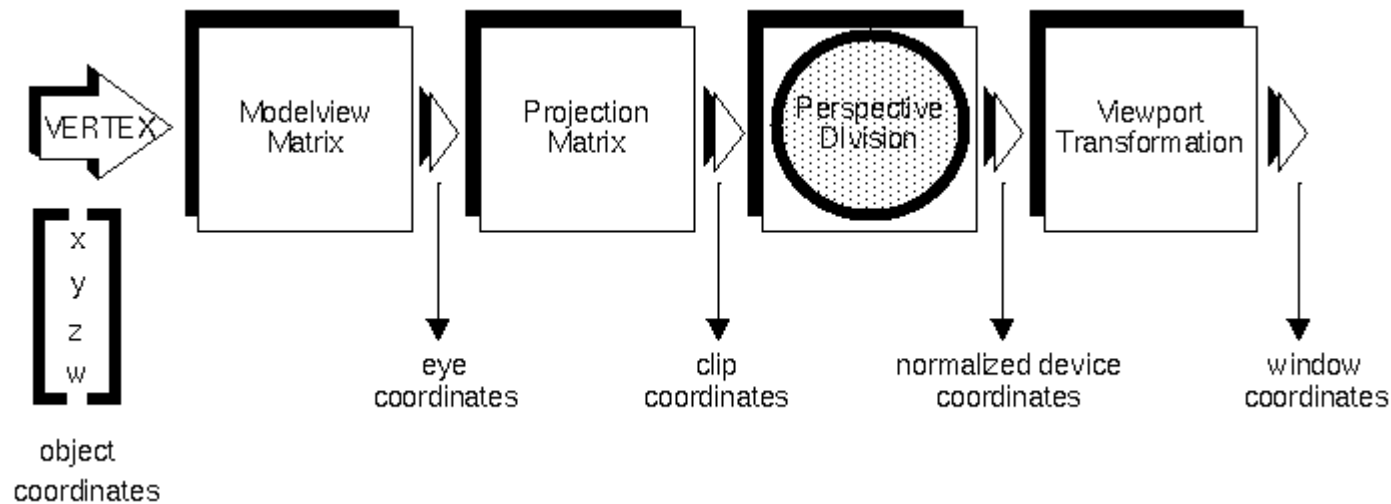 VERTEX
Modelview
Matrix
Projection
Matrix
Perspective
DIvision
Viewport
Transformation
x
y
z
w
object
coordinates
eye
coordinates
clip
coordinates
normalized device
coordinates
window
coordinates